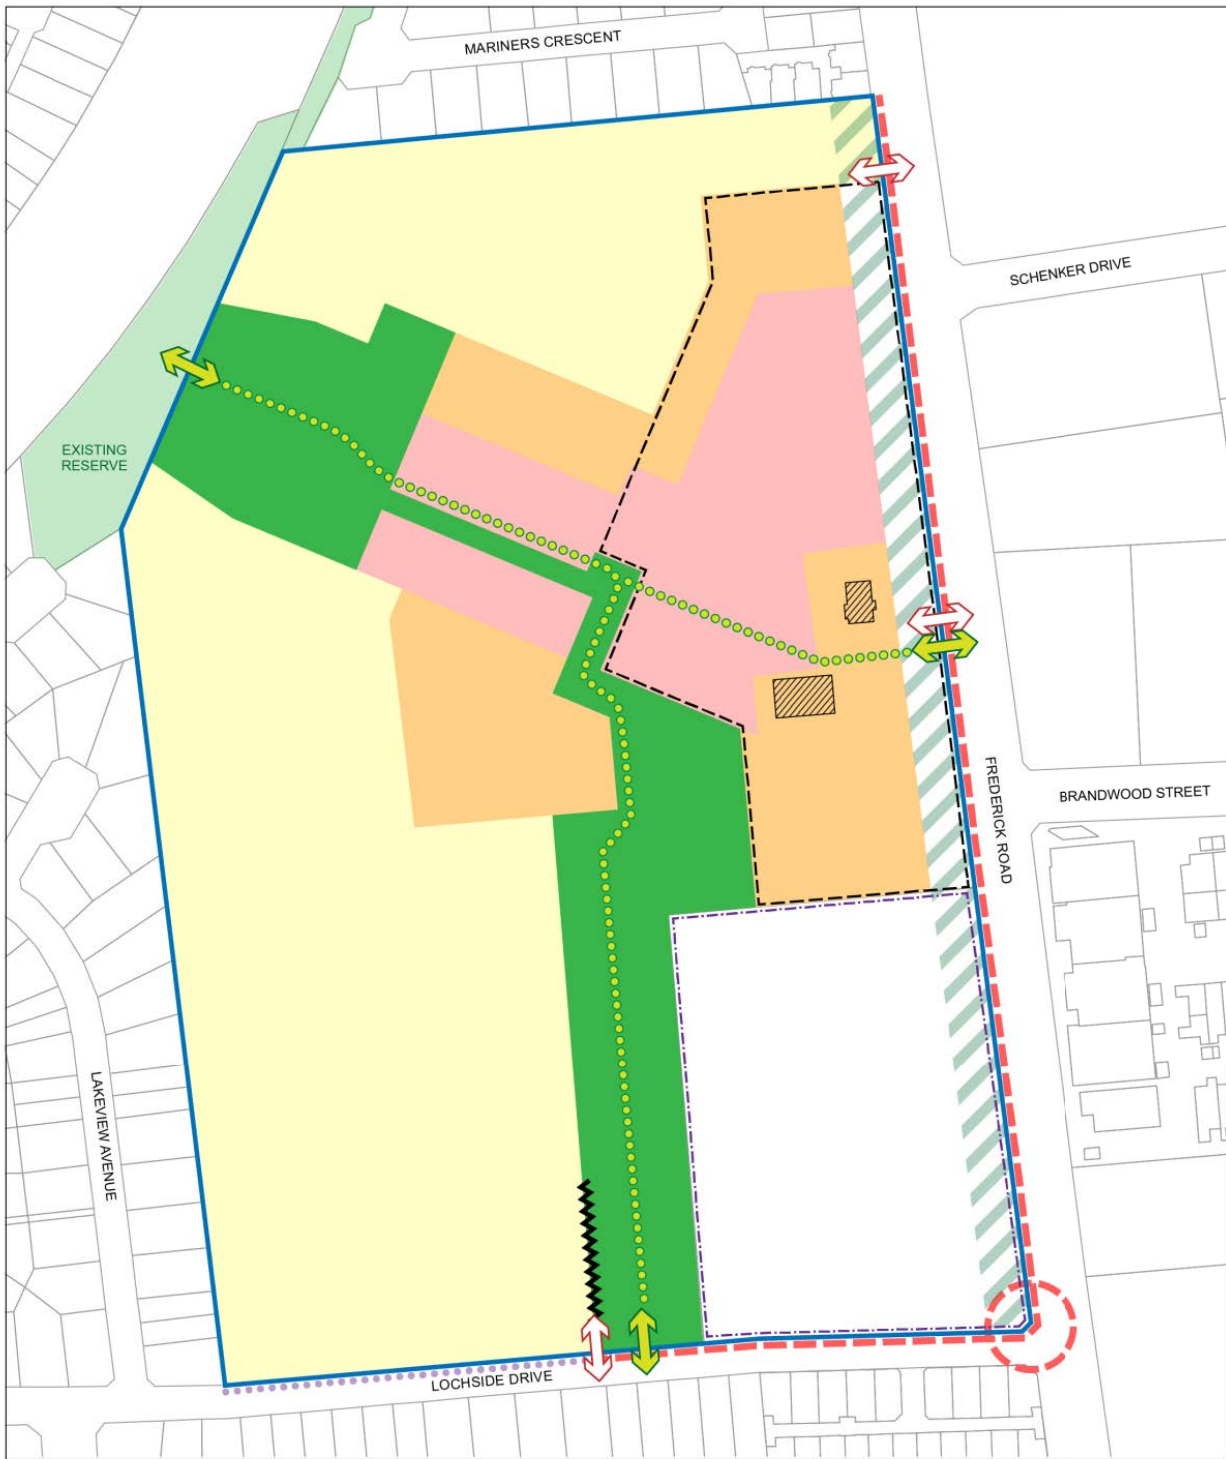 MARINERS CRESCENT
SCHENKER DRIVE
EXISTING
RESERVE
FREDERICK ROAD
BRANDWOOD STREET
LAKEVIEW AVENUE
LOCHSIDE DRIVE